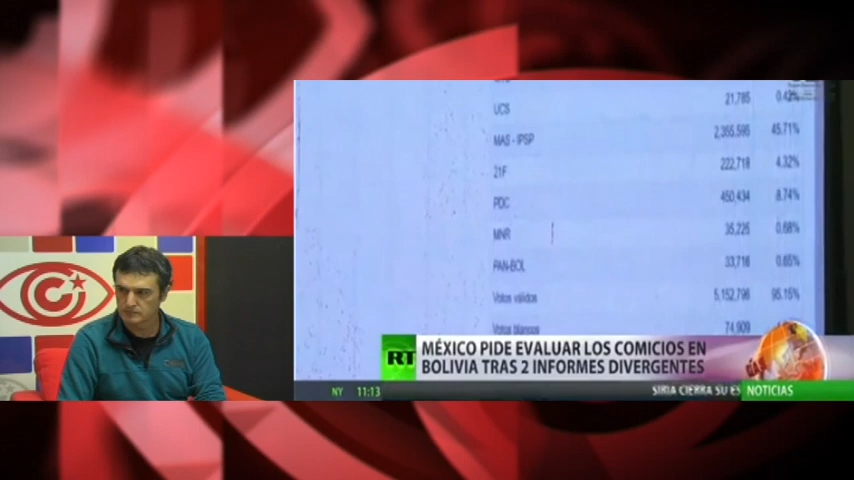 UCS 21,785 0.42%
MAS - IPSP 2,355,595 45.71%
21F 222,718 4.32%
PDC 450,434 8.74%
MNR 35,225 0.68%
PAN-BOL 33,716 0.65%
Votos válidos 5,152,796 95.15%
Votos blancos 74,909
RT
MÉXICO PIDE EVALUAR LOS COMICIOS EN
BOLIVIA TRAS 2 INFORMES DIVERGENTES
NY 11:13
SIRIA CIERRA SU ES
NOTICIAS